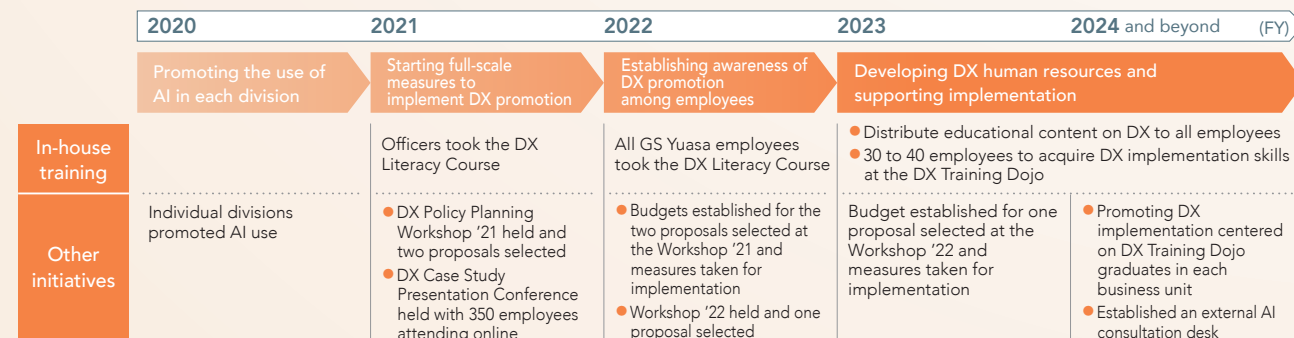 2020
2021
2022
2023
2024 and beyond
(FY)
Promoting the use of
AI in each division
Starting full-scale
measures to
implement DX promotion
Establishing awareness of
DX promotion
among employees
Developing DX human resources and
supporting implementation
In-house
training
Officers took the DX
Literacy Course
All GS Yuasa employees
took the DX Literacy Course
● Distribute educational content on DX to all employees
● 30 to 40 employees to acquire DX implementation skills
at the DX Training Dojo
Other
initiatives
Individual divisions
promoted AI use
● DX Policy Planning
Workshop ’21 held and
two proposals selected
● DX Case Study
Presentation Conference
held with 350 employees
attending online
● Budgets established for the
two proposals selected at
the Workshop ’21 and
measures taken for
implementation
● Workshop ’22 held and one
proposal selected
Budget established for one
proposal selected at the
Workshop ’22 and
measures taken for
implementation
● Promoting DX
implementation centered
on DX Training Dojo
graduates in each
business unit
● Established an external AI
consultation desk